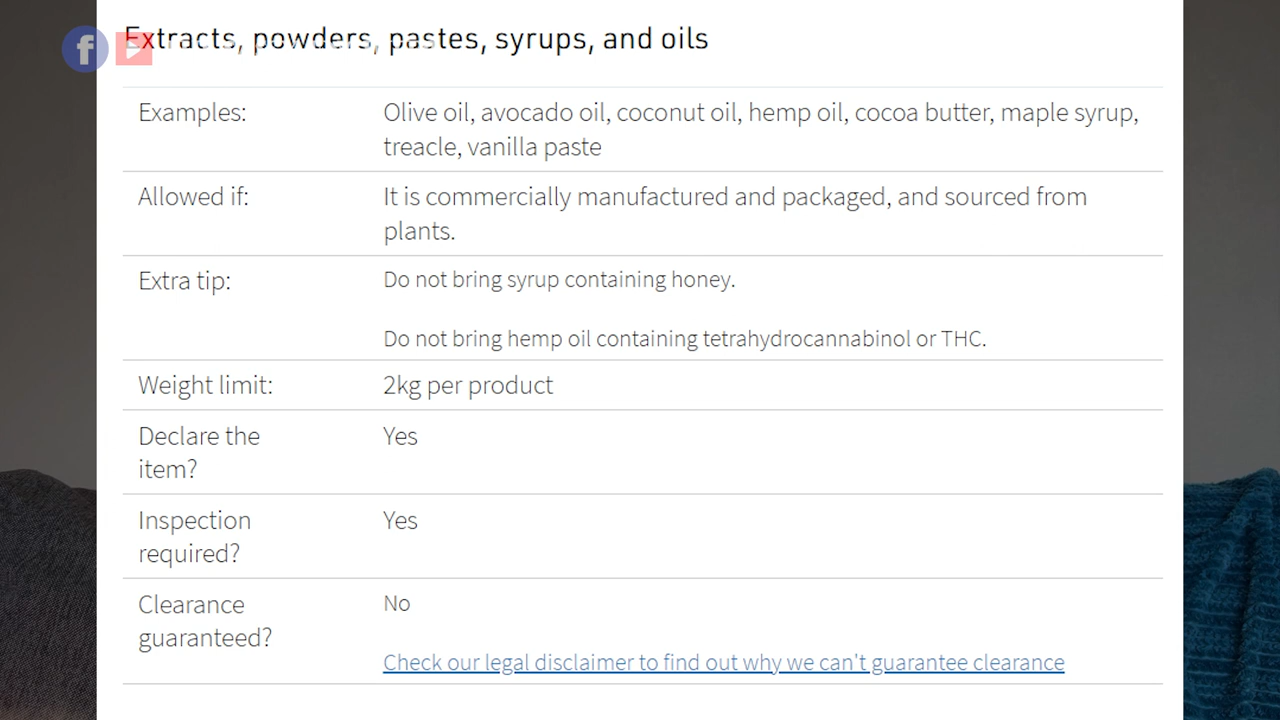 Extracts, powders, pastes, syrups, and oils
Examples:
Olive oil, avocado oil, coconut oil, hemp oil, cocoa butter, maple syrup,
treacle, vanilla paste
Allowed if:
It is commercially manufactured and packaged, and sourced from
plants.
Extra tip:
Do not bring syrup containing honey.
Do not bring hemp oil containing tetrahydrocannabinol or THC.
Weight limit:
2kg per product
Declare the
item?
Yes
Inspection
required?
Yes
Clearance
guaranteed?
No
Check our legal disclaimer to find out why we can't guarantee clearance